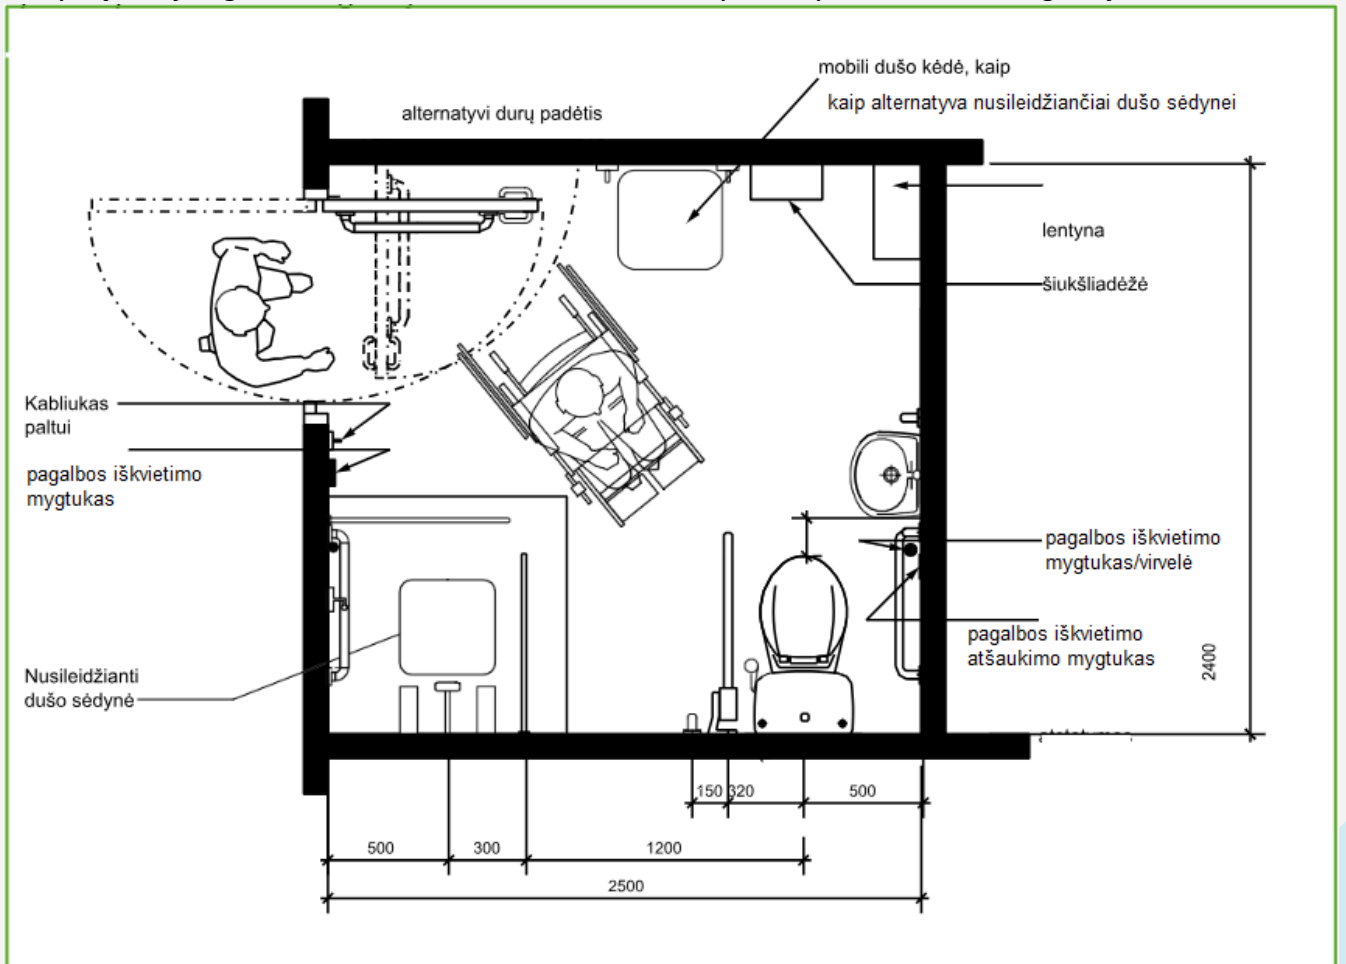 mobili dušo kėdė, kaip
kaip alternatyva nusileidžiančiai dušo sėdynei
alternatyvi durų padėtis
lentyna
šiukšliadėžė
Kabliukas
paltui
pagalbos iškvietimo
mygtukas
pagalbos iškvietimo
mygtukas/virvelė
pagalbos iškvietimo
atšaukimo mygtukas
2400
Nusileidžianti
dušo sėdynė
150 320 500
500 300 1200
2500